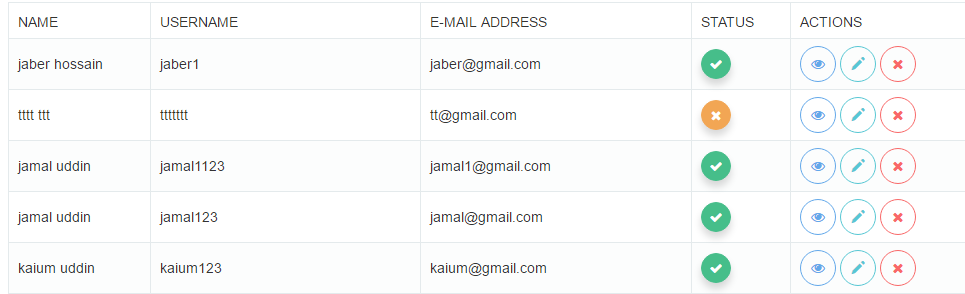 NAME USERNAME E-MAIL ADDRESS STATUS ACTIONS
jaber hossain jaber1 jaber@gmail.com
tttt ttt ttttttt tt@gmail.com
jamal uddin jamal1123 jamal1@gmail.com
jamal uddin jamal123 jamal@gmail.com
kaium uddin kaium123 kaium@gmail.com